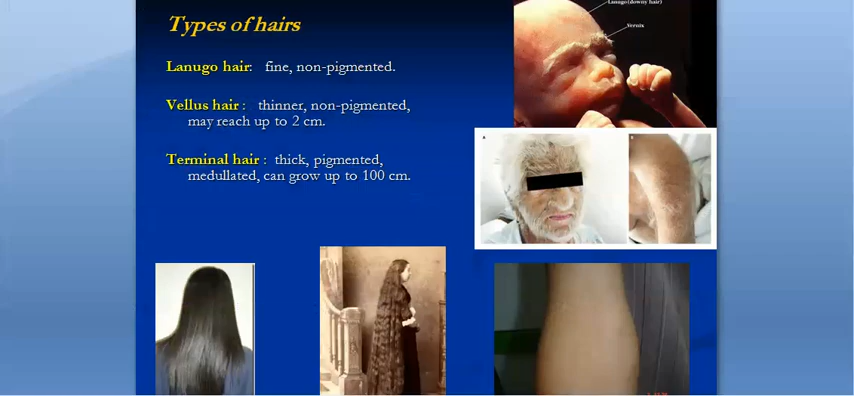 Types of hairs
Lanugo hair: fine, non-pigmented.
Vellus hair : thinner, non-pigmented,
may reach up to 2 cm.
Terminal hair : thick, pigmented,
medullated, can grow up to 100 cm.
Lanugo (downy hair)
Vernix
A